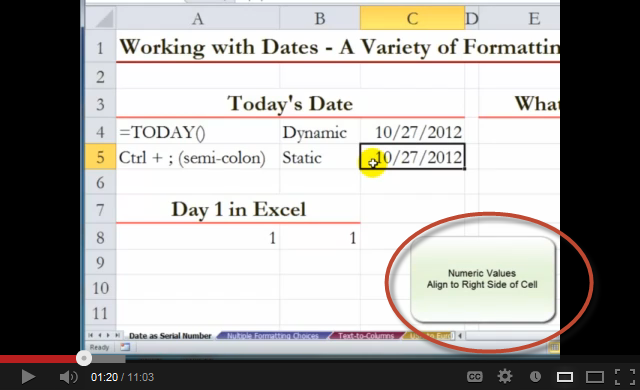 A B C D E
1 Working with Dates - A Variety of Formattin
2
3 Today's Date Wha
4 =TODAY() Dynamic 10/27/2012
5 Ctrl + ; (semi-colon) Static 10/27/2012
6
7 Day 1 in Excel
8 1 1
9
10
11
Numeric Values
Align to Right Side of Cell
Date as Serial Number Multiple Formatting Choices Text-to-Columns
Ready
01:20 / 11:03 CC